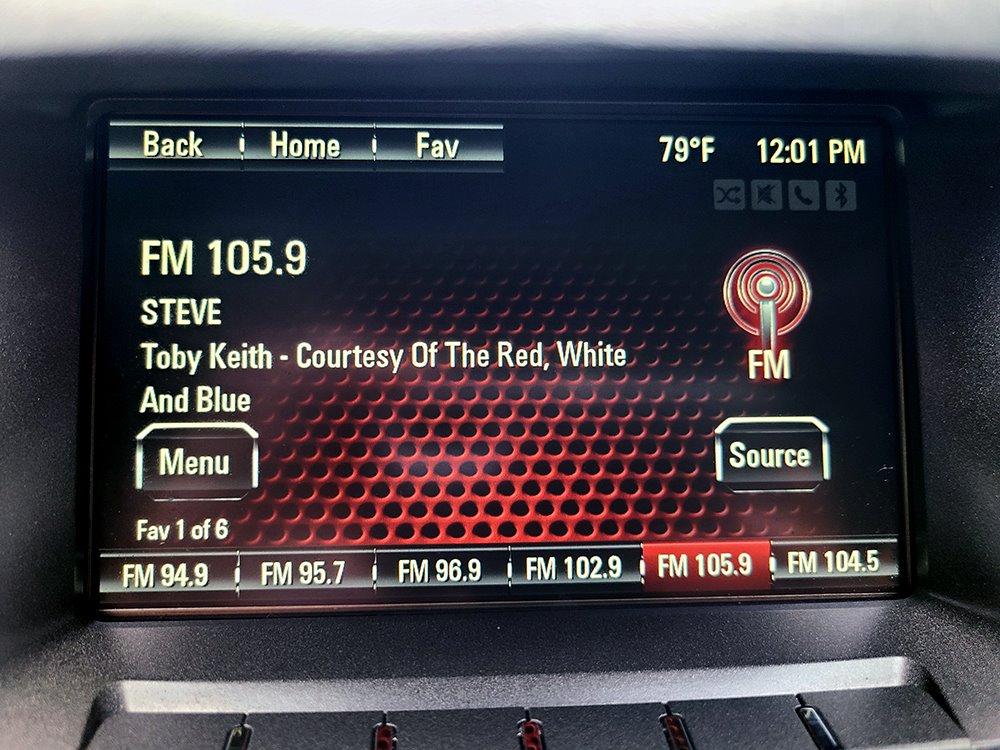 Back Home Fav 79°F 12:01 PM
FM 105.9
STEVE
Toby Keith - Courtesy Of The Red, White
And Blue
FM
Menu Source
Fav 1 of 6
FM 94.9 FM 95.7 FM 96.9 FM 102.9 FM 105.9 FM 104.5